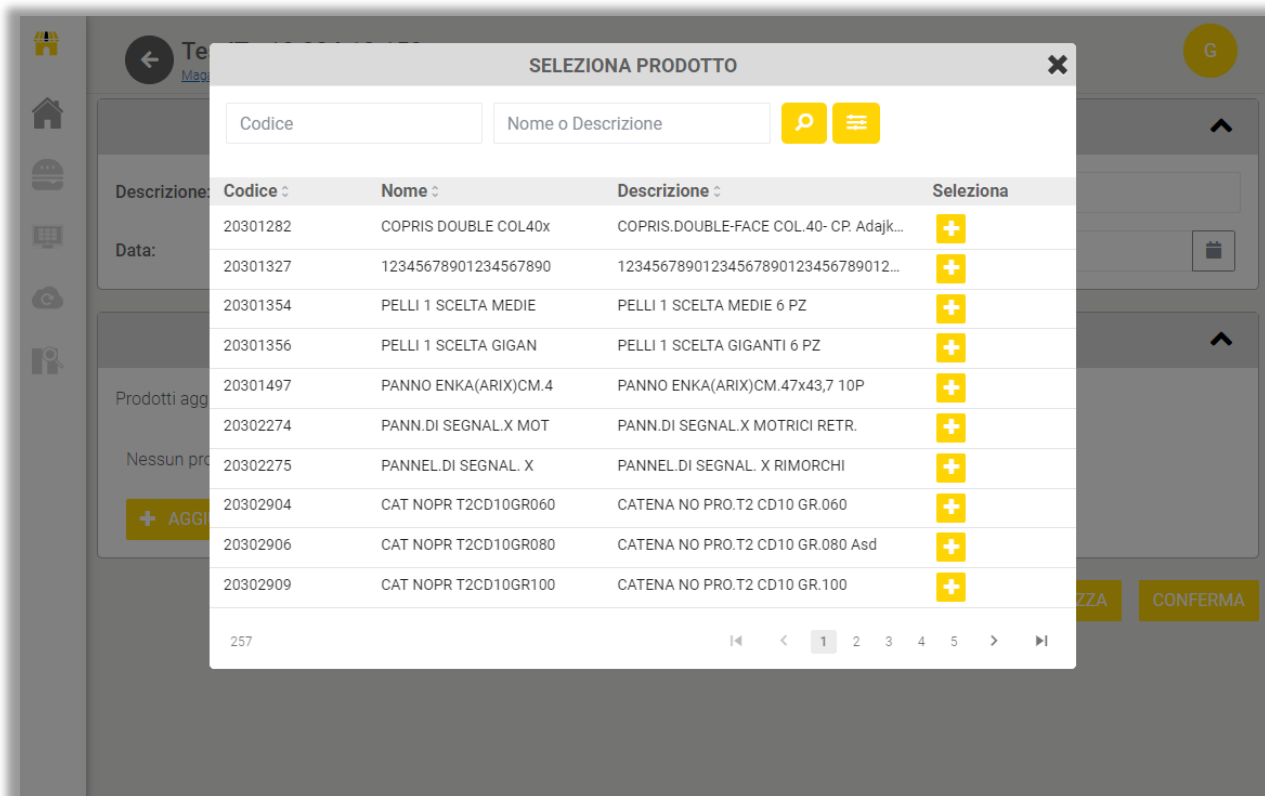 G
SELEZIONA PRODOTTO
Codice Nome o Descrizione
Descrizione:
Data:
Codice Nome Descrizione Seleziona
20301282 COPRIS DOUBLE COL40x COPRIS.DOUBLE-FACE COL.40- CP. Adajk...
20301327 12345678901234567890 12345678901234567890123456789012...
20301354 PELLI 1 SCELTA MEDIE PELLI 1 SCELTA MEDIE 6 PZ
20301356 PELLI 1 SCELTA GIGAN PELLI 1 SCELTA GIGANTI 6 PZ
20301497 PANNO ENKA(ARIX)CM.4 PANNO ENKA(ARIX)CM.47x43,7 10P
20302274 PANN.DI SEGNAL.X MOT PANN.DI SEGNAL.X MOTRICI RETR.
20302275 PANNEL.DI SEGNAL. X PANNEL.DI SEGNAL. X RIMORCHI
20302904 CAT NOPR T2CD10GR060 CATENA NO PRO.T2 CD10 GR.060
20302906 CAT NOPR T2CD10GR080 CATENA NO PRO.T2 CD10 GR.080 Asd
20302909 CAT NOPR T2CD10GR100 CATENA NO PRO.T2 CD10 GR.100
Prodotti agg
Nessun pro
AGGI
ZZA CONFERMA
257 1 2 3 4 5